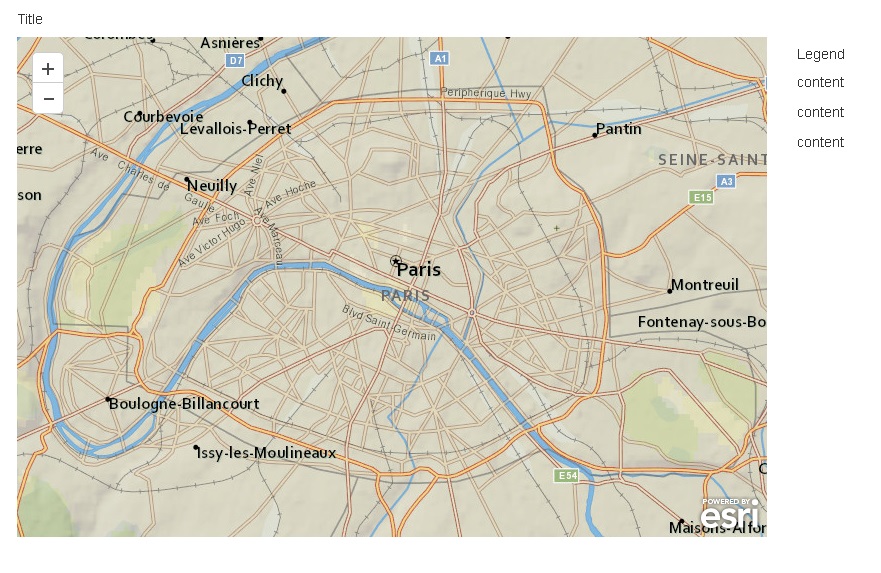 Title
Colombes
Asnières
D7
A1
Clichy
Peripherique Hwy
Courbevoie
Levallois-Perret
Pantin
erre
SEINE-SAINT
Ave Charles de Gaulle
Ave Niel
A3
Neuilly
son
Ave Hoche
E15
Ave Foch
Ave Victor Hugo
Ave Marceau
Paris
PARIS
Montreuil
Blvd Saint-Germain
Fontenay-sous-Bo
Boulogne-Billancourt
Issy-les-Moulineaux
E54
POWERED BY
esri
Maisons-Alfor
+
−
Legend
content
content
content